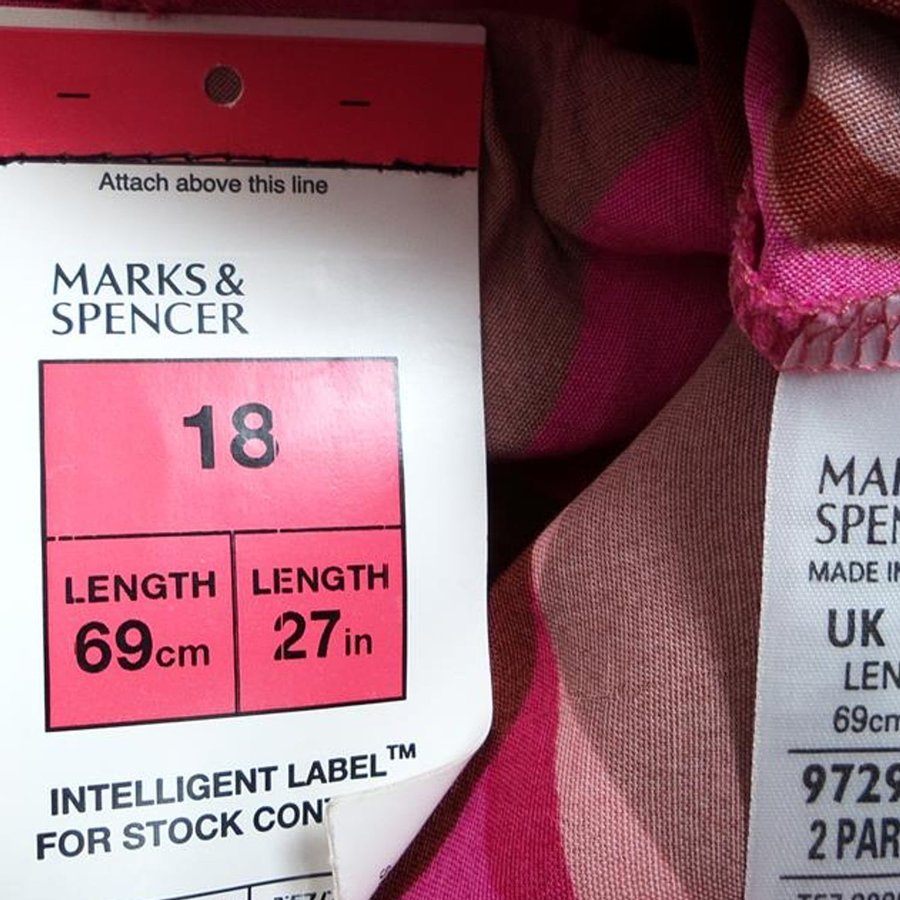 Attach above this line
MARKS &
SPENCER
18
LENGTH
69cm
LENGTH
27in
INTELLIGENT LABEL™
FOR STOCK
MAR
SPEN
MADE IN
UK
LEN
69cm
9729
2 PAR